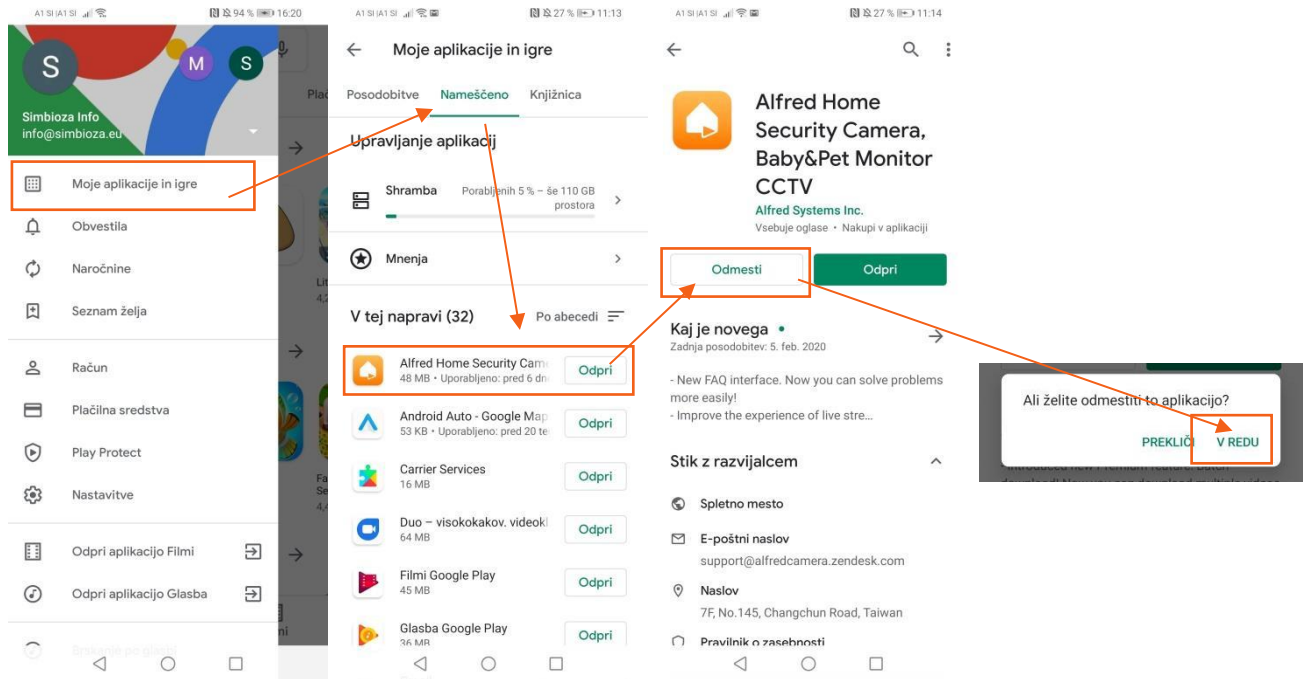 A1 SI|A1 SI
94 % 16:20
S
M
S
Simbioza Info
info@simbioza.eu
Moje aplikacije in igre
Obvestila
Naročnine
Seznam želja
Račun
Plačilna sredstva
Play Protect
Nastavitve
Odpri aplikacijo Filmi
Odpri aplikacijo Glasba
A1 SI|A1 SI
27 % 11:13
Moje aplikacije in igre
Posodobitve Nameščeno Knjižnica
Upravljanje aplikacij
Shramba Porabljenih 5 % – še 110 GB
prostora
Mnenja
V tej napravi (32) Po abecedi
Alfred Home Security Cam
48 MB • Uporabljeno: pred 6 dn
Odpri
Android Auto - Google Map
53 KB • Uporabljeno: pred 20 te
Odpri
Carrier Services
16 MB
Odpri
Duo – visokokakov. videokl
64 MB
Odpri
Filmi Google Play
45 MB
Odpri
Glasba Google Play
36 MB
Odpri
A1 SI|A1 SI
27 % 11:14
Alfred Home
Security Camera,
Baby&Pet Monitor
CCTV
Alfred Systems Inc.
Vsebuje oglase • Nakupi v aplikaciji
Odmesti Odpri
Kaj je novega •
Zadnja posodobitev: 5. feb. 2020
- New FAQ interface. Now you can solve problems
more easily!
- Improve the experience of live stre...
Stik z razvijalcem
Spletno mesto
E-poštni naslov
support@alfredcamera.zendesk.com
Naslov
7F, No.145, Changchun Road, Taiwan
Pravilnik o zasebnosti
Ali želite odmestiti to aplikacijo?
PREKLIČI V REDU